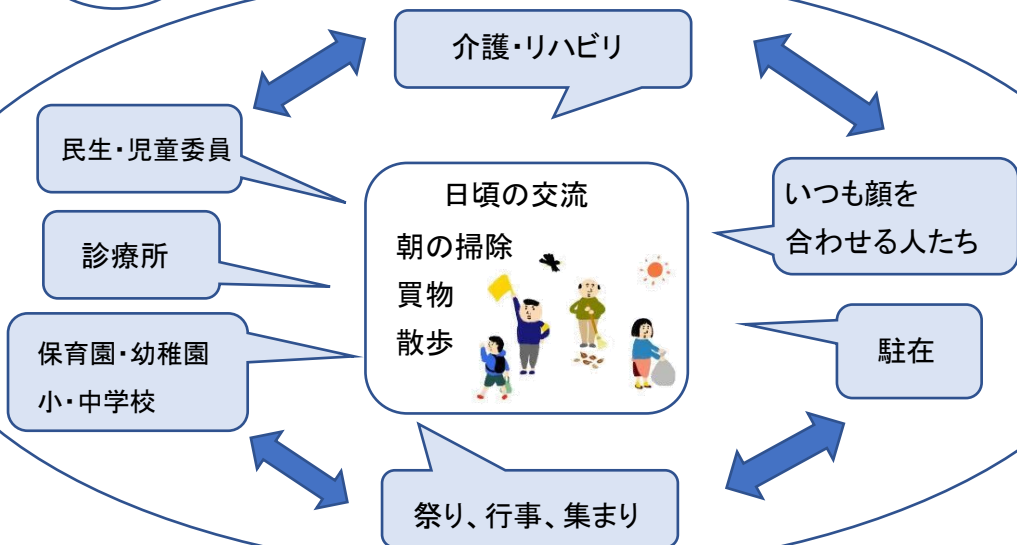 介護・リハビリ
民生・児童委員
診療所
保育園・幼稚園
小・中学校
日頃の交流
朝の掃除
買物
散歩
いつも顔を
合わせる人たち
駐在
祭り、行事、集まり